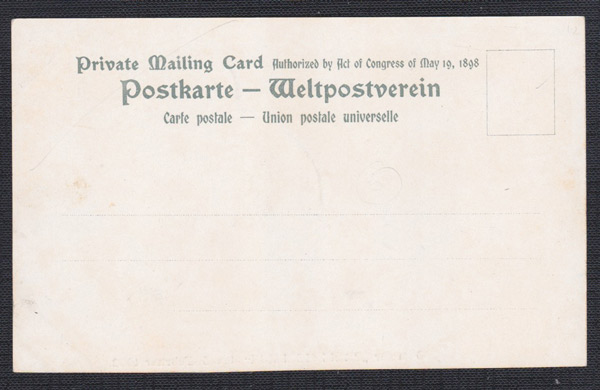 Private Mailing Card Authorized by Act of Congress of May 19, 1898
Postkarte — Weltpostverein
Carte postale — Union postale universelle